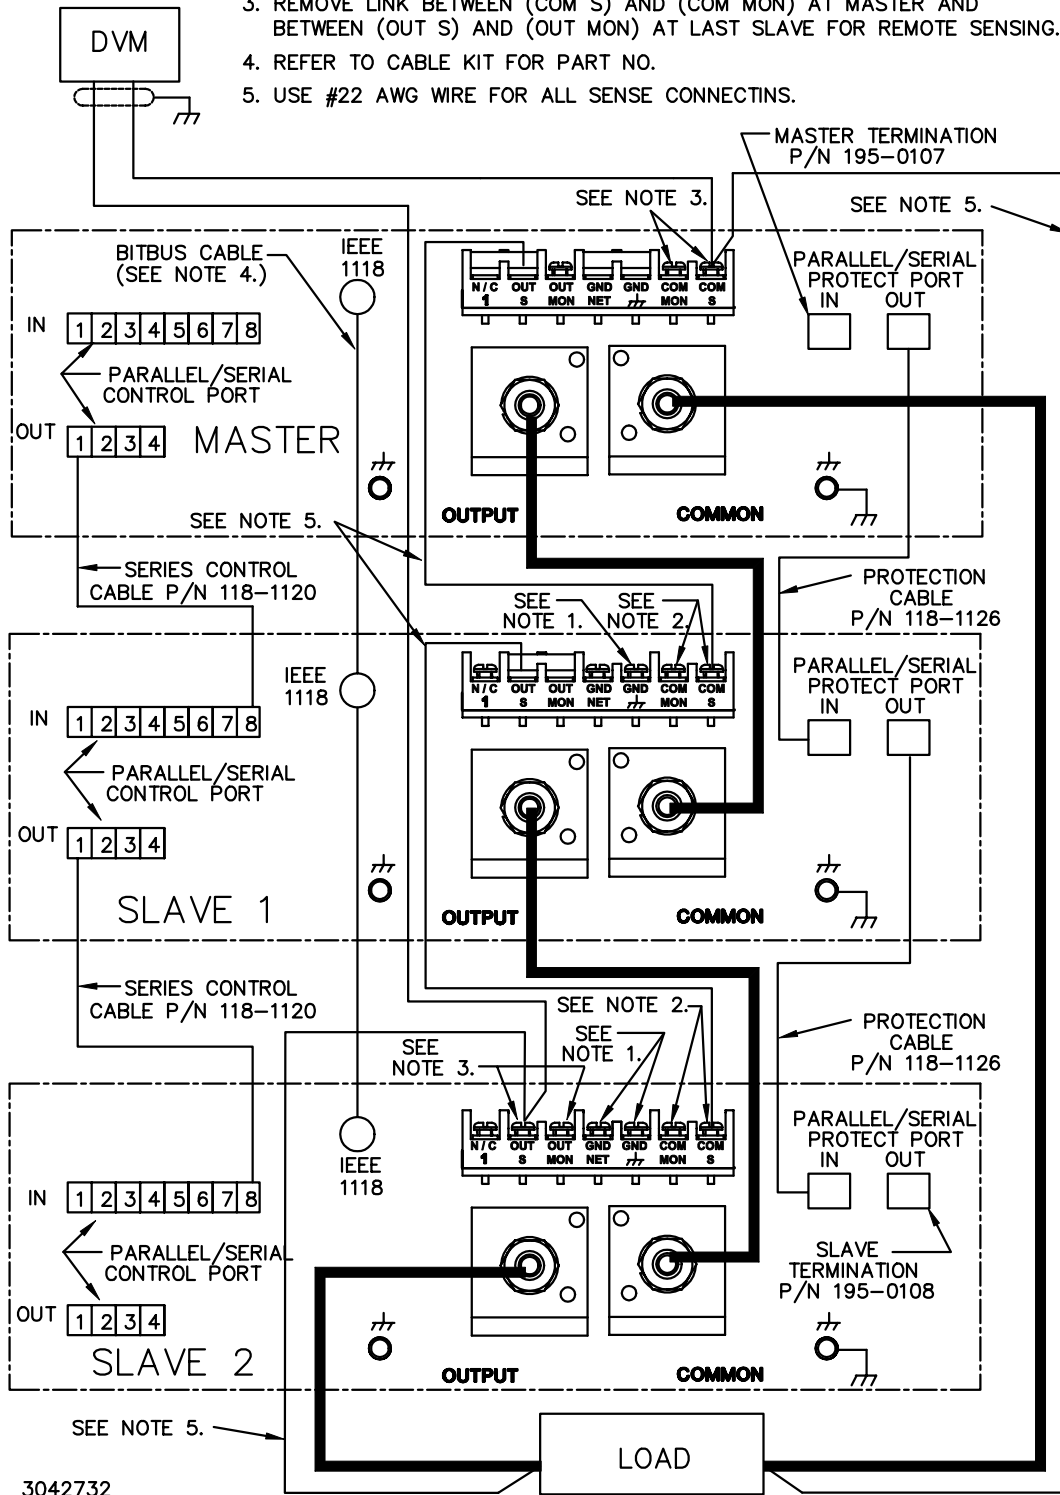 3. REMOVE LINK BETWEEN (COM S) AND (COM MON) AT MASTER AND
BETWEEN (OUT S) AND (OUT MON) AT LAST SLAVE FOR REMOTE SENSING.
DVM
4. REFER TO CABLE KIT FOR PART NO.
5. USE #22 AWG WIRE FOR ALL SENSE CONNECTINS.
MASTER TERMINATION
P/N 195-0107
SEE NOTE 3.
SEE NOTE 5.
BITBUS CABLE
(SEE NOTE 4.)
IEEE
1118
N / C OUT OUT GND GND COM COM
1 S MON NET MON S
PARALLEL/SERIAL
PROTECT PORT
IN OUT
IN 1 2 3 4 5 6 7 8
PARALLEL/SERIAL
CONTROL PORT
OUT 1 2 3 4
MASTER
OUTPUT COMMON
SEE NOTE 5.
SERIES CONTROL
CABLE P/N 118-1120
SEE
NOTE 1.
SEE
NOTE 2.
PROTECTION
CABLE
P/N 118-1126
IEEE
1118
N / C OUT OUT GND GND COM COM
1 S MON NET MON S
PARALLEL/SERIAL
PROTECT PORT
IN OUT
IN 1 2 3 4 5 6 7 8
PARALLEL/SERIAL
CONTROL PORT
OUT 1 2 3 4
SLAVE 1
OUTPUT COMMON
SERIES CONTROL
CABLE P/N 118-1120
SEE NOTE 2.
SEE
NOTE 3.
SEE
NOTE 1.
PROTECTION
CABLE
P/N 118-1126
N / C OUT OUT GND GND COM COM
1 S MON NET MON S
IEEE
1118
PARALLEL/SERIAL
PROTECT PORT
IN OUT
IN 1 2 3 4 5 6 7 8
PARALLEL/SERIAL
CONTROL PORT
OUT 1 2 3 4
SLAVE
TERMINATION
P/N 195-0108
SLAVE 2
OUTPUT COMMON
SEE NOTE 5.
LOAD
3042732